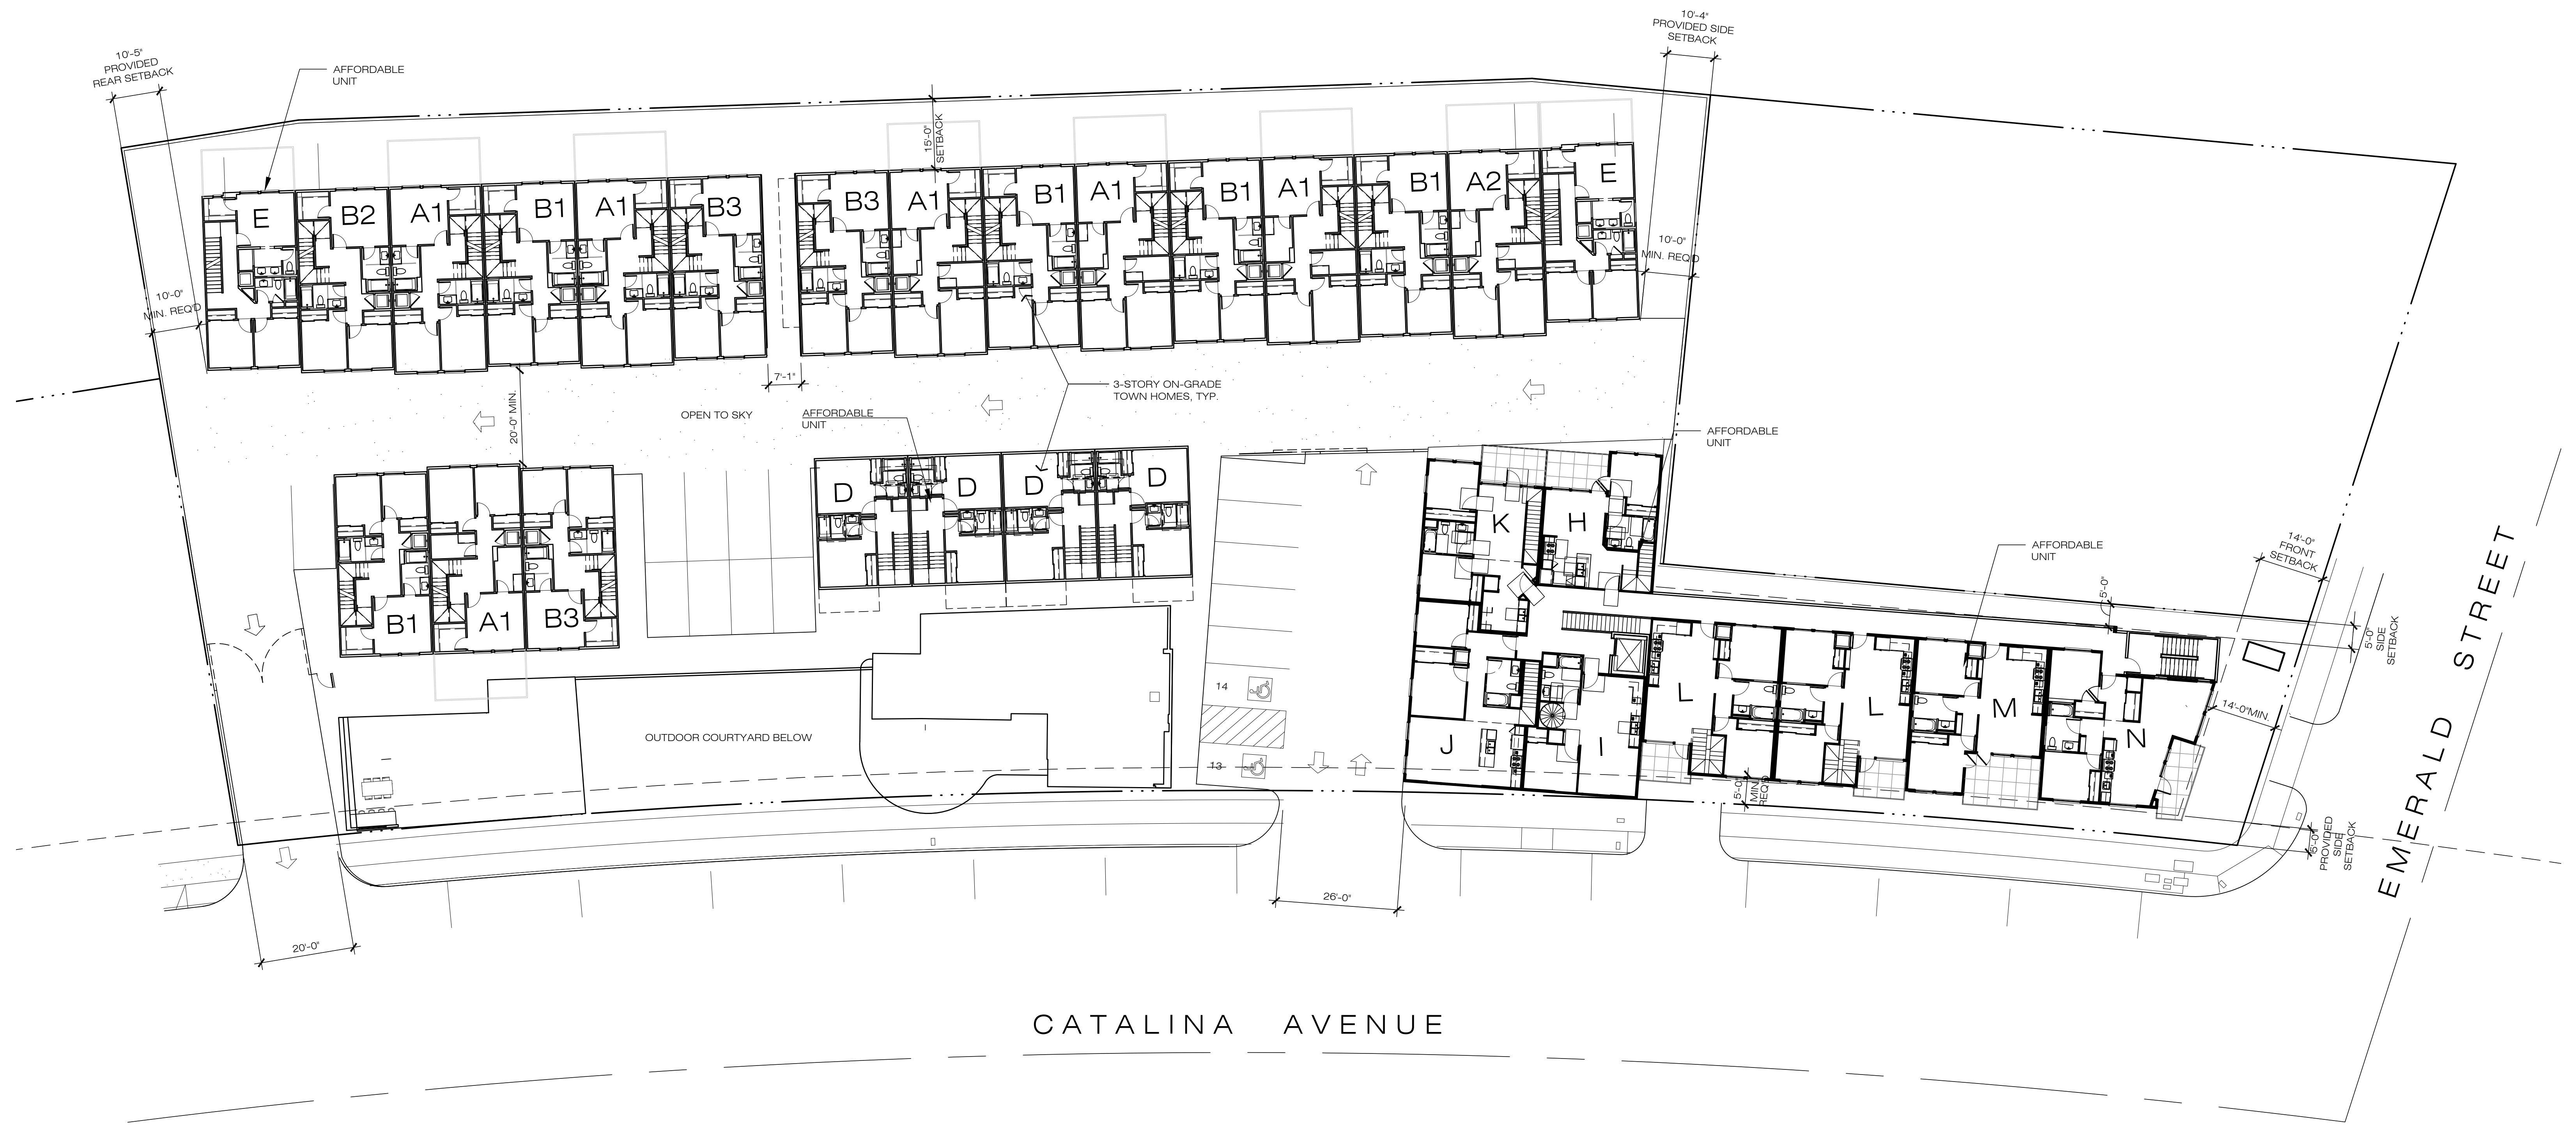 10'-5"
PROVIDED
REAR SETBACK
AFFORDABLE
UNIT
10'-4"
PROVIDED SIDE
SETBACK
15'-0"
SETBACK
E
B2
A1
B1
A1
B3
B3
A1
B1
A1
B1
A1
B1
A2
E
10'-0"
MIN. REQ'D
10'-0"
MIN. REQ'D
7'-1"
3-STORY ON-GRADE
TOWN HOMES, TYP.
20'-0" MIN.
OPEN TO SKY
AFFORDABLE
UNIT
AFFORDABLE
UNIT
D
D
D
D
K
H
AFFORDABLE
UNIT
14'-0"
FRONT
SETBACK
5'-0"
5'-0"
SIDE
SETBACK
B1
A1
B3
14
13
L
L
M
N
J
I
14'-0"MIN.
OUTDOOR COURTYARD BELOW
5'-0"
MIN.
REQ'D
5'-0"
PROVIDED
SIDE
SETBACK
26'-0"
20'-0"
CATALINA AVENUE
EMERALD STREET